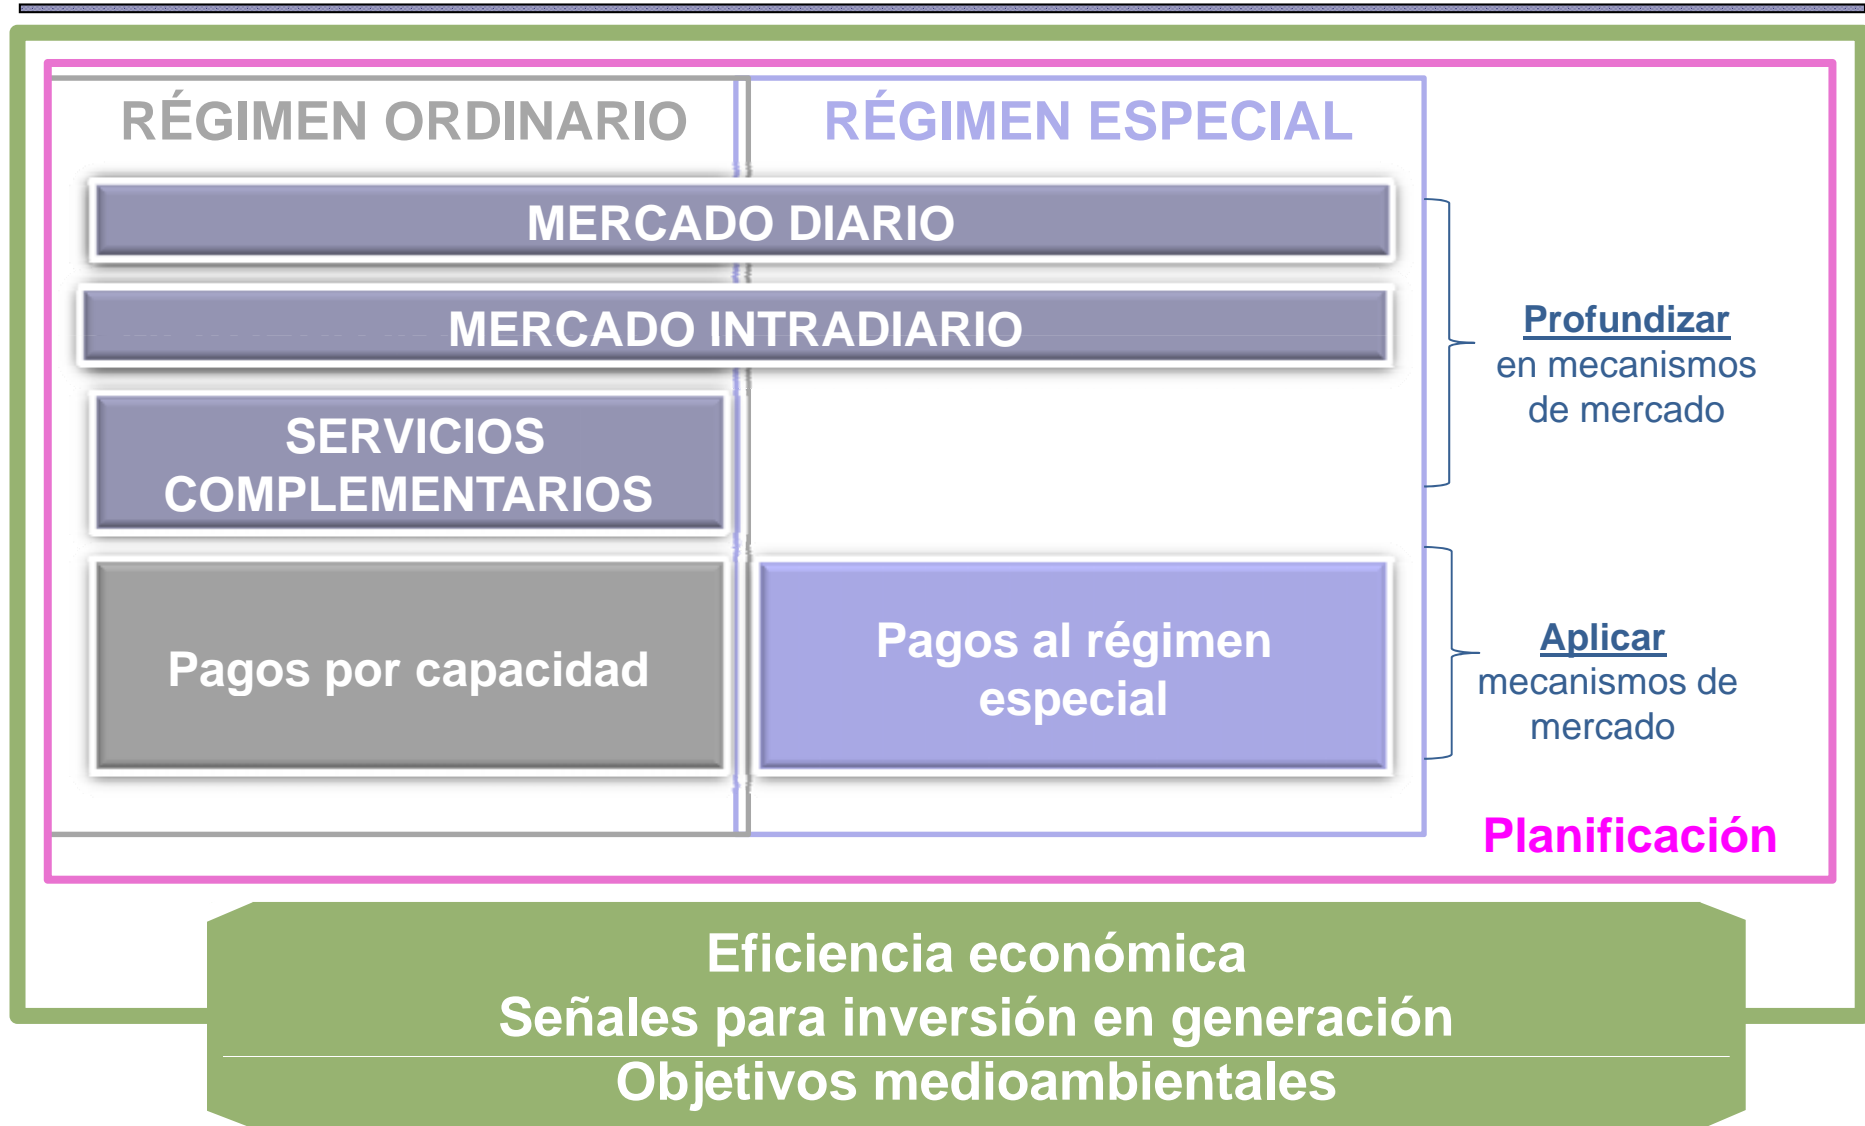 RÉGIMEN ORDINARIO
RÉGIMEN ESPECIAL
MERCADO DIARIO
MERCADO INTRADIARIO
SERVICIOS
COMPLEMENTARIOS
Profundizar
en mecanismos
de mercado
Pagos por capacidad
Pagos al régimen
especial
Aplicar
mecanismos de
mercado
Planificación
Eficiencia económica
Señales para inversión en generación
Objetivos medioambientales